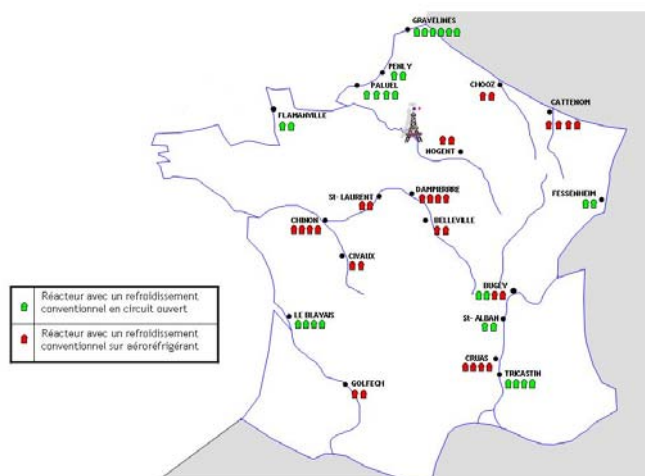 GRAVELINES
PENLY
PALUEL
CHOOZ
CATTENOM
FLAMANVILLE
NOGENT
FESSENHEIM
DAMPIERRRE
St-LAURENT
BELLEVILLE
CHINON
CIVAUX
BUGEY
LE BLAYAIS
St-ALBAN
CRUAS
TRICASTIN
GOLFECH
Réacteur avec un refroidissement
conventionnel en circuit ouvert
Réacteur avec un refroidissement
conventionnel sur aéroréfrigérant